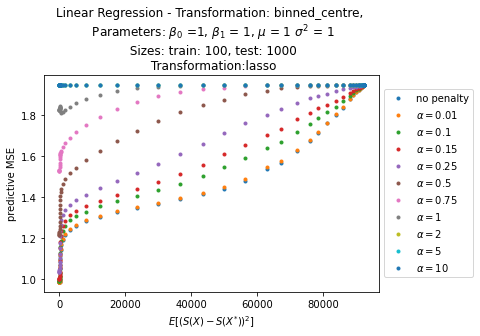 Linear Regression - Transformation: binned_centre,
Parameters: β₀ =1, β₁ = 1, μ = 1 σ² = 1
Sizes: train: 100, test: 1000
Transformation:lasso
predictive MSE
1.8
1.6
1.4
1.2
1.0
0
20000
40000
60000
80000
E[(S(X) − S(X*))²]
no penalty
α = 0.01
α = 0.1
α = 0.15
α = 0.25
α = 0.5
α = 0.75
α = 1
α = 2
α = 5
α = 10